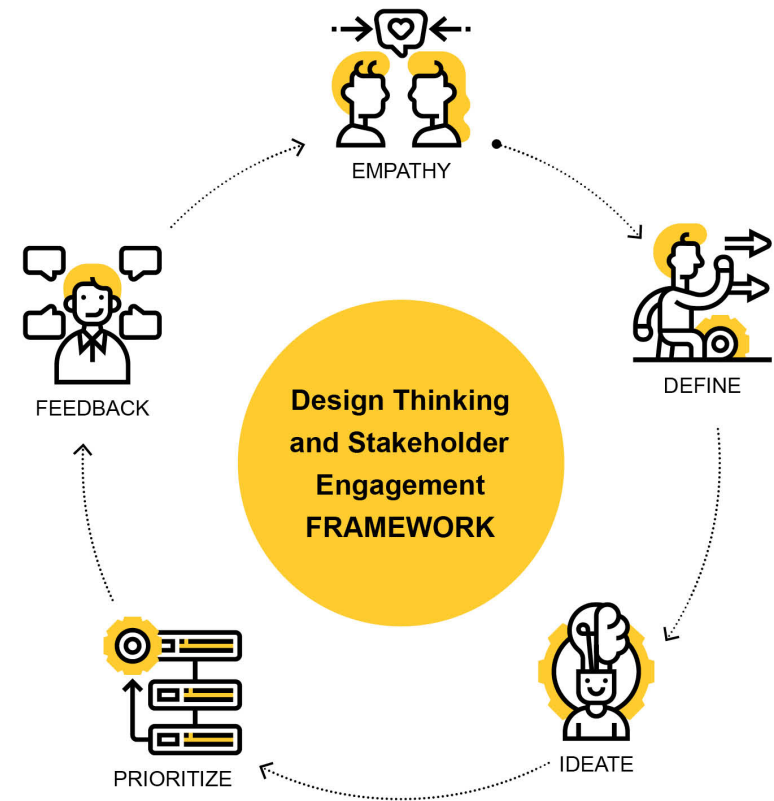 EMPATHY
DEFINE
FEEDBACK
Design Thinking
and Stakeholder
Engagement
FRAMEWORK
IDEATE
PRIORITIZE